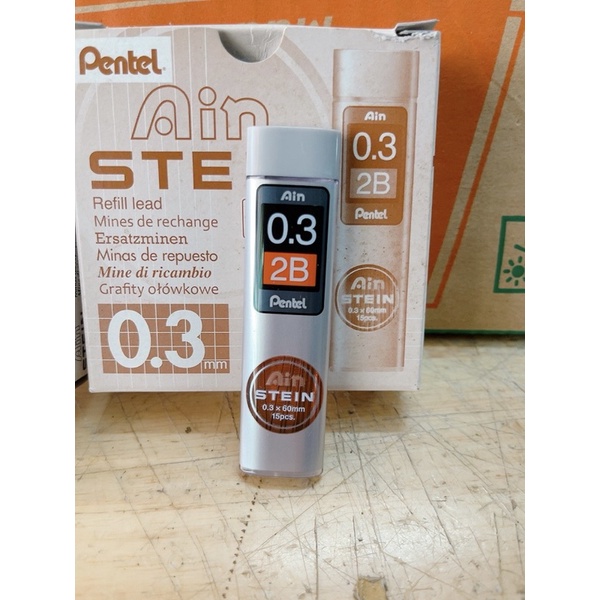 Pentel
Ain
STE
Refill lead
Mines de rechange
Ersatzminen
Minas de repuesto
Mine di ricambio
Grafity ołówkowe
0.3 mm
Ain
0.3
2B
Pentel
Ain
STEIN
0.3 x 60mm
15pcs.
Ain
0.3
2B
Pentel
Ain
STEIN
0.3 x 60mm
15pcs.